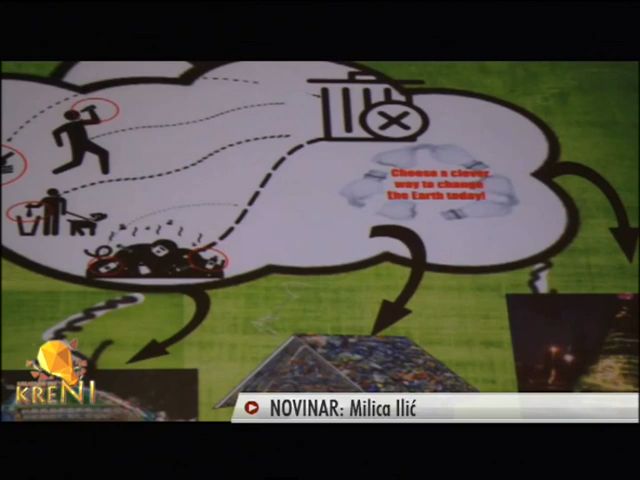 Choose a clever
way to change
the Earth today!
KRENI
NOVINAR: Milica Ilić